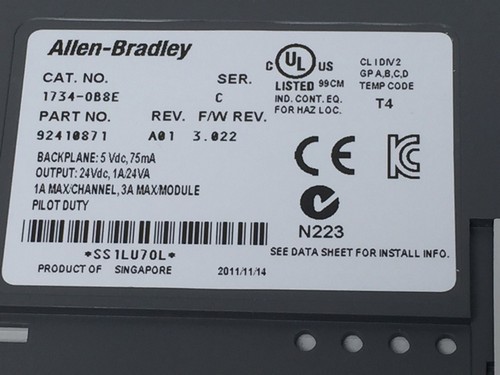 Allen-Bradley
CAT. NO. SER.
1734-OB8E C
PART NO. REV. F/W REV.
92410871 A01 3.022
BACKPLANE: 5 Vdc, 75mA
OUTPUT: 24Vdc, 1A/24VA
1A MAX/CHANNEL, 3A MAX/MODULE
PILOT DUTY
*SS1LU70L*
PRODUCT OF SINGAPORE 2011/11/14
C UL US
LISTED 99CM
IND. CONT. EQ.
FOR HAZ LOC.
CL I DIV 2
GP A,B,C,D
TEMP CODE
T4
CE
KC
N223
SEE DATA SHEET FOR INSTALL INFO.